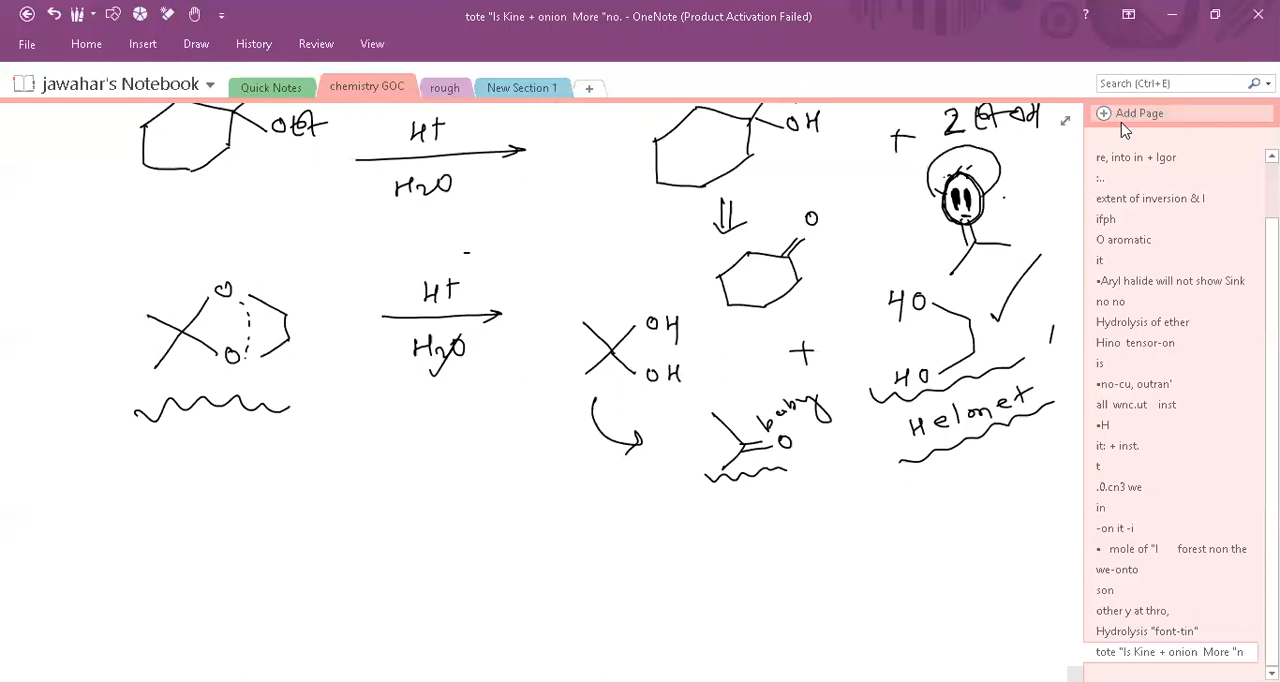 tote "Is Kine + onion More "no. - OneNote (Product Activation Failed)
File Home Insert Draw History Review View
jawahar's Notebook Quick Notes chemistry GOC rough New Section 1
Search (Ctrl+E)
Add Page
OEt H+ H2O
OH + 2 EtOH
O
O O
H+
H2O
OH
OH
+
HO
HO
baby
O
Helmet
re, into in + Igor
:..
extent of inversion & I
ifph
O aromatic
it
•Aryl halide will not show Sink
no no
Hydrolysis of ether
Hino tensor-on
is
•no-cu, outran'
all wnc.ut inst
•H
it: + inst.
t
.0.cn3 we
in
-on it -i
• mole of "I forest non the
we-onto
son
other y at thro,
Hydrolysis "font-tin"
tote "Is Kine + onion More "n